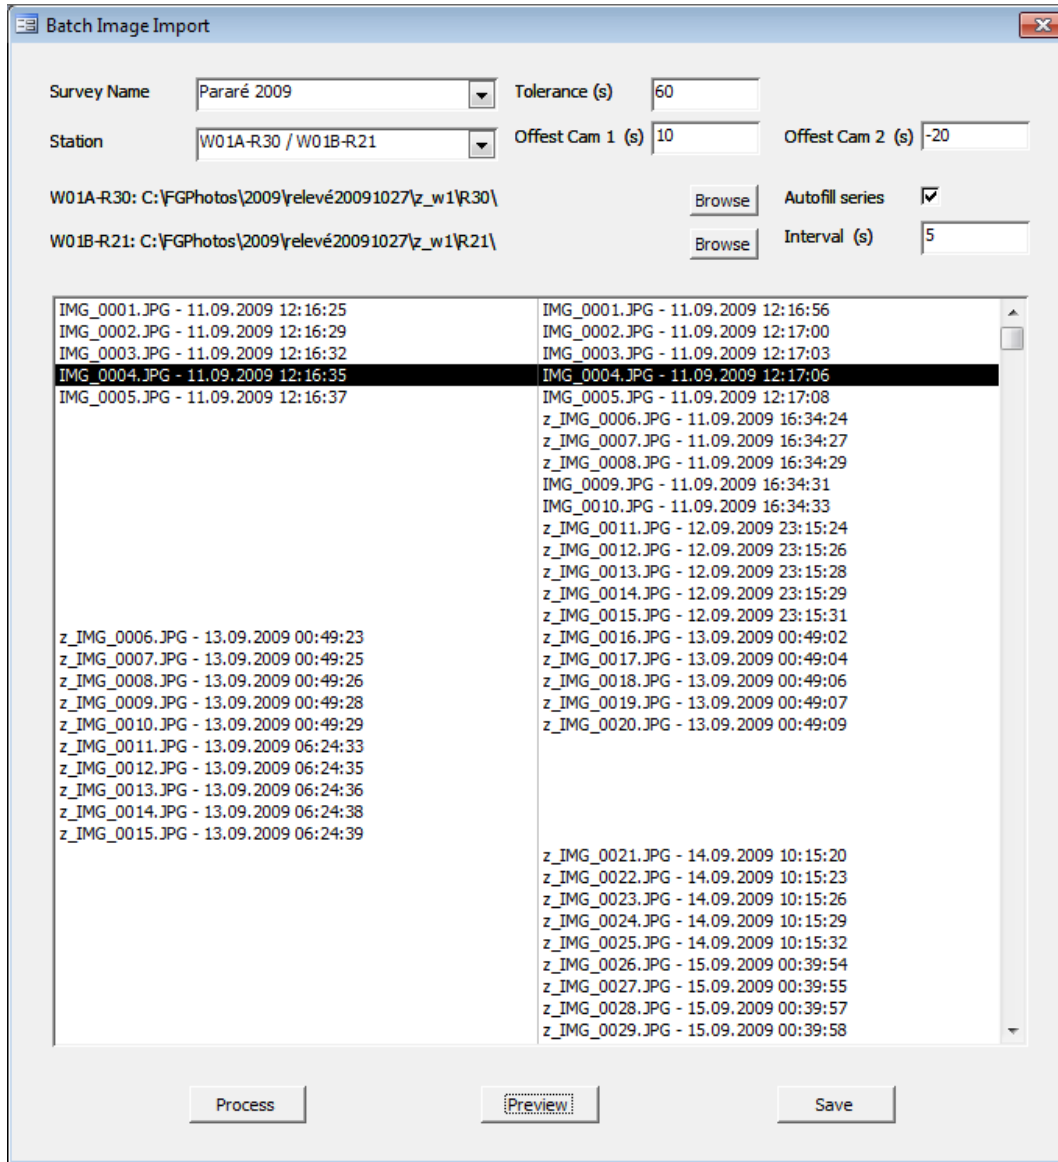 Batch Image Import
Survey Name Pararé 2009 Tolerance (s) 60
Station W01A-R30 / W01B-R21 Offest Cam 1 (s) 10 Offest Cam 2 (s) -20
W01A-R30: C:\FGPhotos\2009\relevé20091027\z_w1\R30\ Browse Autofill series
W01B-R21: C:\FGPhotos\2009\relevé20091027\z_w1\R21\ Browse Interval (s) 5
IMG_0001.JPG - 11.09.2009 12:16:25 IMG_0001.JPG - 11.09.2009 12:16:56
IMG_0002.JPG - 11.09.2009 12:16:29 IMG_0002.JPG - 11.09.2009 12:17:00
IMG_0003.JPG - 11.09.2009 12:16:32 IMG_0003.JPG - 11.09.2009 12:17:03
IMG_0004.JPG - 11.09.2009 12:16:35 IMG_0004.JPG - 11.09.2009 12:17:06
IMG_0005.JPG - 11.09.2009 12:16:37 IMG_0005.JPG - 11.09.2009 12:17:08
z_IMG_0006.JPG - 11.09.2009 16:34:24
z_IMG_0007.JPG - 11.09.2009 16:34:27
z_IMG_0008.JPG - 11.09.2009 16:34:29
IMG_0009.JPG - 11.09.2009 16:34:31
IMG_0010.JPG - 11.09.2009 16:34:33
z_IMG_0011.JPG - 12.09.2009 23:15:24
z_IMG_0012.JPG - 12.09.2009 23:15:26
z_IMG_0013.JPG - 12.09.2009 23:15:28
z_IMG_0014.JPG - 12.09.2009 23:15:29
z_IMG_0015.JPG - 12.09.2009 23:15:31
z_IMG_0006.JPG - 13.09.2009 00:49:23 z_IMG_0016.JPG - 13.09.2009 00:49:02
z_IMG_0007.JPG - 13.09.2009 00:49:25 z_IMG_0017.JPG - 13.09.2009 00:49:04
z_IMG_0008.JPG - 13.09.2009 00:49:26 z_IMG_0018.JPG - 13.09.2009 00:49:06
z_IMG_0009.JPG - 13.09.2009 00:49:28 z_IMG_0019.JPG - 13.09.2009 00:49:07
z_IMG_0010.JPG - 13.09.2009 00:49:29 z_IMG_0020.JPG - 13.09.2009 00:49:09
z_IMG_0011.JPG - 13.09.2009 06:24:33
z_IMG_0012.JPG - 13.09.2009 06:24:35
z_IMG_0013.JPG - 13.09.2009 06:24:36
z_IMG_0014.JPG - 13.09.2009 06:24:38
z_IMG_0015.JPG - 13.09.2009 06:24:39
z_IMG_0021.JPG - 14.09.2009 10:15:20
z_IMG_0022.JPG - 14.09.2009 10:15:23
z_IMG_0023.JPG - 14.09.2009 10:15:26
z_IMG_0024.JPG - 14.09.2009 10:15:29
z_IMG_0025.JPG - 14.09.2009 10:15:32
z_IMG_0026.JPG - 15.09.2009 00:39:54
z_IMG_0027.JPG - 15.09.2009 00:39:55
z_IMG_0028.JPG - 15.09.2009 00:39:57
z_IMG_0029.JPG - 15.09.2009 00:39:58
Process Preview Save